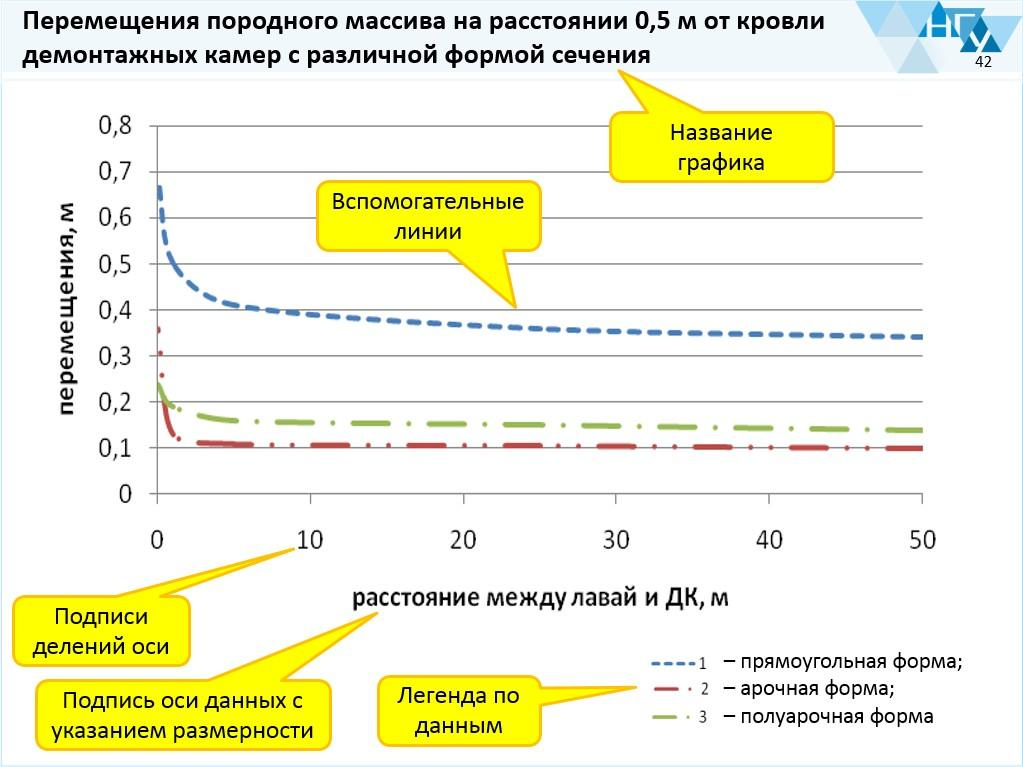 Перемещения породного массива на расстоянии 0,5 м от кровли
демонтажных камер с различной формой сечения
НГ
42
Название
графика
Вспомогательные
линии
перемещения, м
0,8
0,7
0,6
0,5
0,4
0,3
0,2
0,1
0
0
10
20
30
40
50
расстояние между лавай и ДК, м
Подписи
делений оси
Подпись оси данных с
указанием размерности
Легенда по
данным
1 – прямоугольная форма;
2 – арочная форма;
3 – полуарочная форма